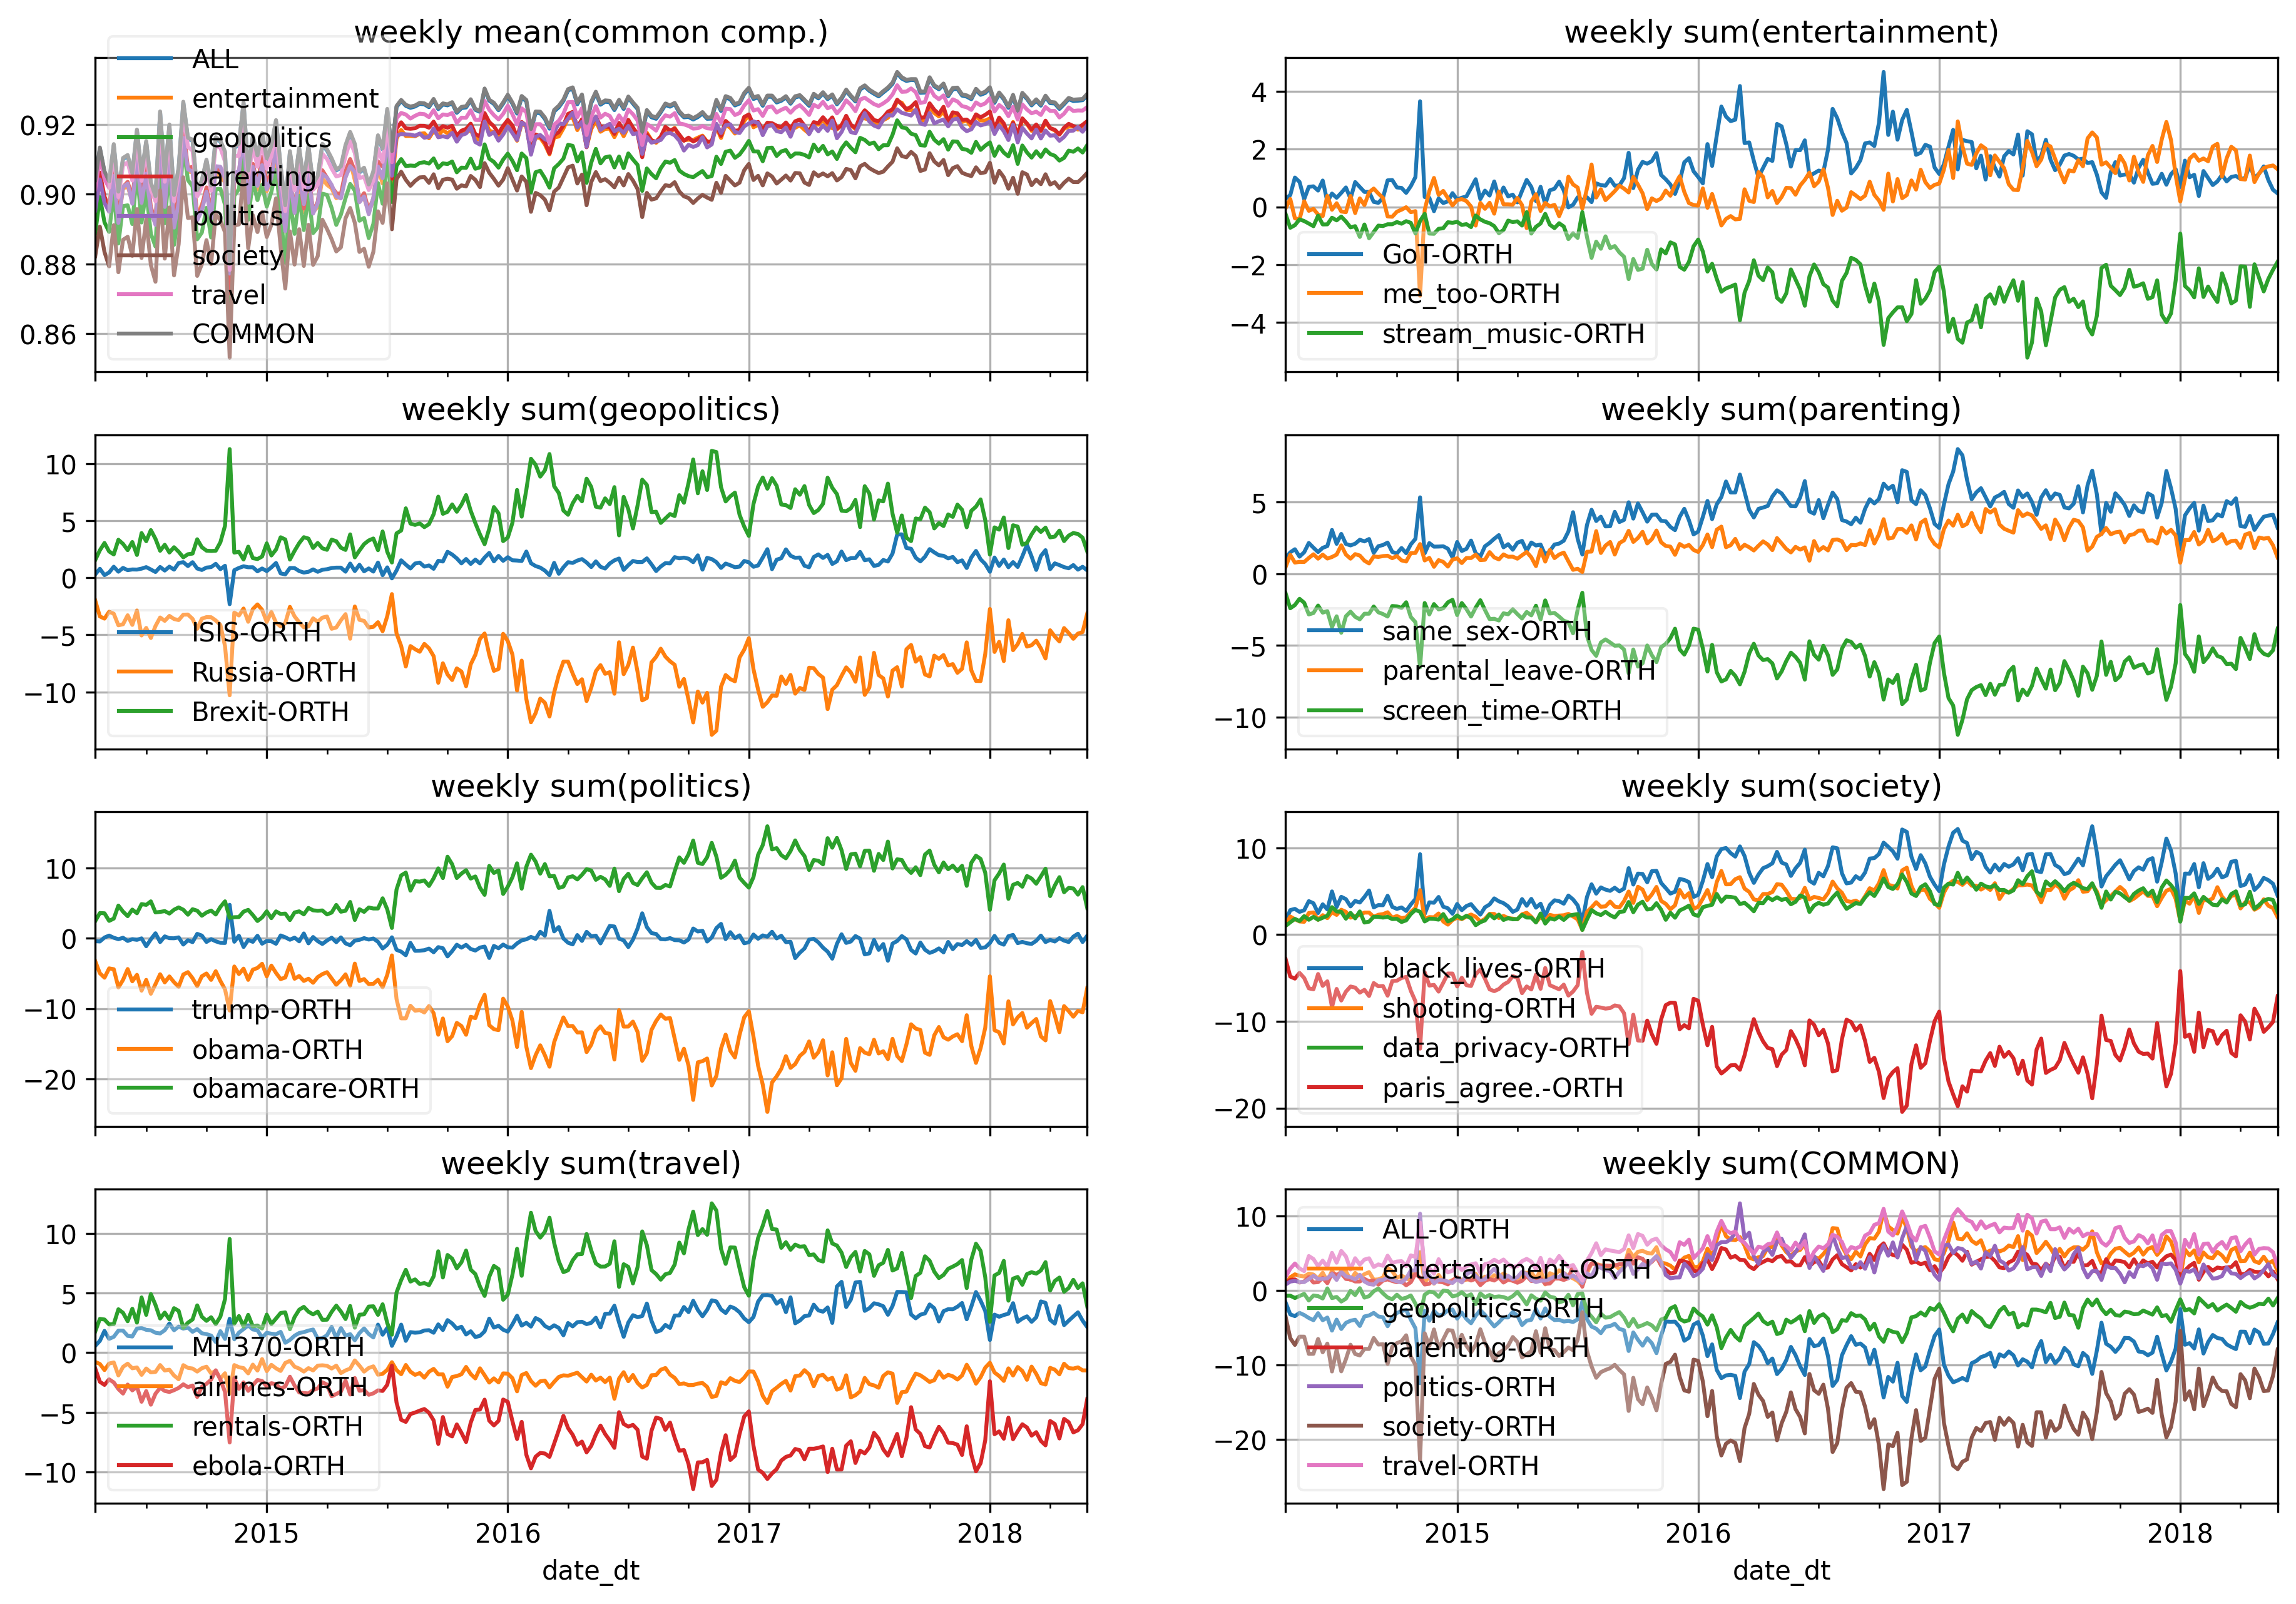 weekly mean(common comp.)
ALL
entertainment
geopolitics
parenting
politics
society
travel
COMMON
0.92
0.90
0.88
0.86
weekly sum(entertainment)
4
2
0
−2
−4
GoT-ORTH
me_too-ORTH
stream_music-ORTH
weekly sum(geopolitics)
10
5
0
−5
−10
ISIS-ORTH
Russia-ORTH
Brexit-ORTH
weekly sum(parenting)
5
0
−5
−10
same_sex-ORTH
parental_leave-ORTH
screen_time-ORTH
weekly sum(politics)
10
0
−10
−20
trump-ORTH
obama-ORTH
obamacare-ORTH
weekly sum(society)
10
0
−10
−20
black_lives-ORTH
shooting-ORTH
data_privacy-ORTH
paris_agree.-ORTH
weekly sum(travel)
10
5
0
−5
−10
MH370-ORTH
airlines-ORTH
rentals-ORTH
ebola-ORTH
2015 2016 2017 2018
date_dt
weekly sum(COMMON)
10
0
−10
−20
ALL-ORTH
entertainment-ORTH
geopolitics-ORTH
parenting-ORTH
politics-ORTH
society-ORTH
travel-ORTH
2015 2016 2017 2018
date_dt